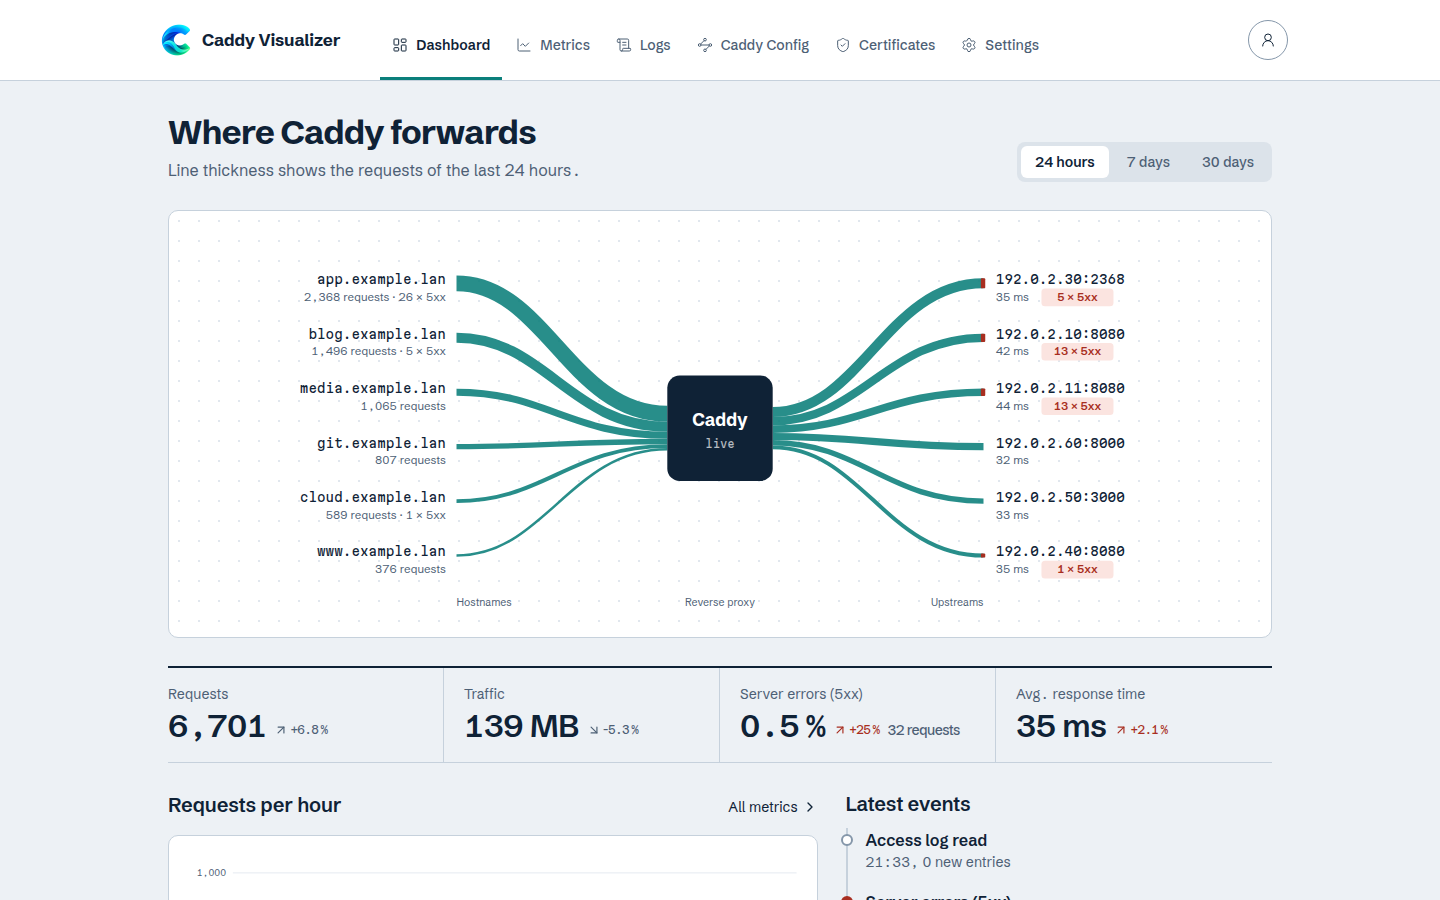 Caddy Visualizer
Dashboard
Metrics
Logs
Caddy Config
Certificates
Settings
Where Caddy forwards
Line thickness shows the requests of the last 24 hours.
24 hours
7 days
30 days
app.example.lan
2,368 requests · 26 × 5xx
blog.example.lan
1,496 requests · 5 × 5xx
media.example.lan
1,065 requests
git.example.lan
807 requests
cloud.example.lan
589 requests · 1 × 5xx
www.example.lan
376 requests
Hostnames
Caddy
live
Reverse proxy
192.0.2.30:2368
35 ms 5 × 5xx
192.0.2.10:8080
42 ms 13 × 5xx
192.0.2.11:8080
44 ms 13 × 5xx
192.0.2.60:8000
32 ms
192.0.2.50:3000
33 ms
192.0.2.40:8080
35 ms 1 × 5xx
Upstreams
Requests
6,701 +6.8%
Traffic
139 MB -5.3%
Server errors (5xx)
0.5% +25% 32 requests
Avg. response time
35 ms +2.1%
Requests per hour
All metrics
1,000
Latest events
Access log read
21:33, 0 new entries
Server errors (5xx)